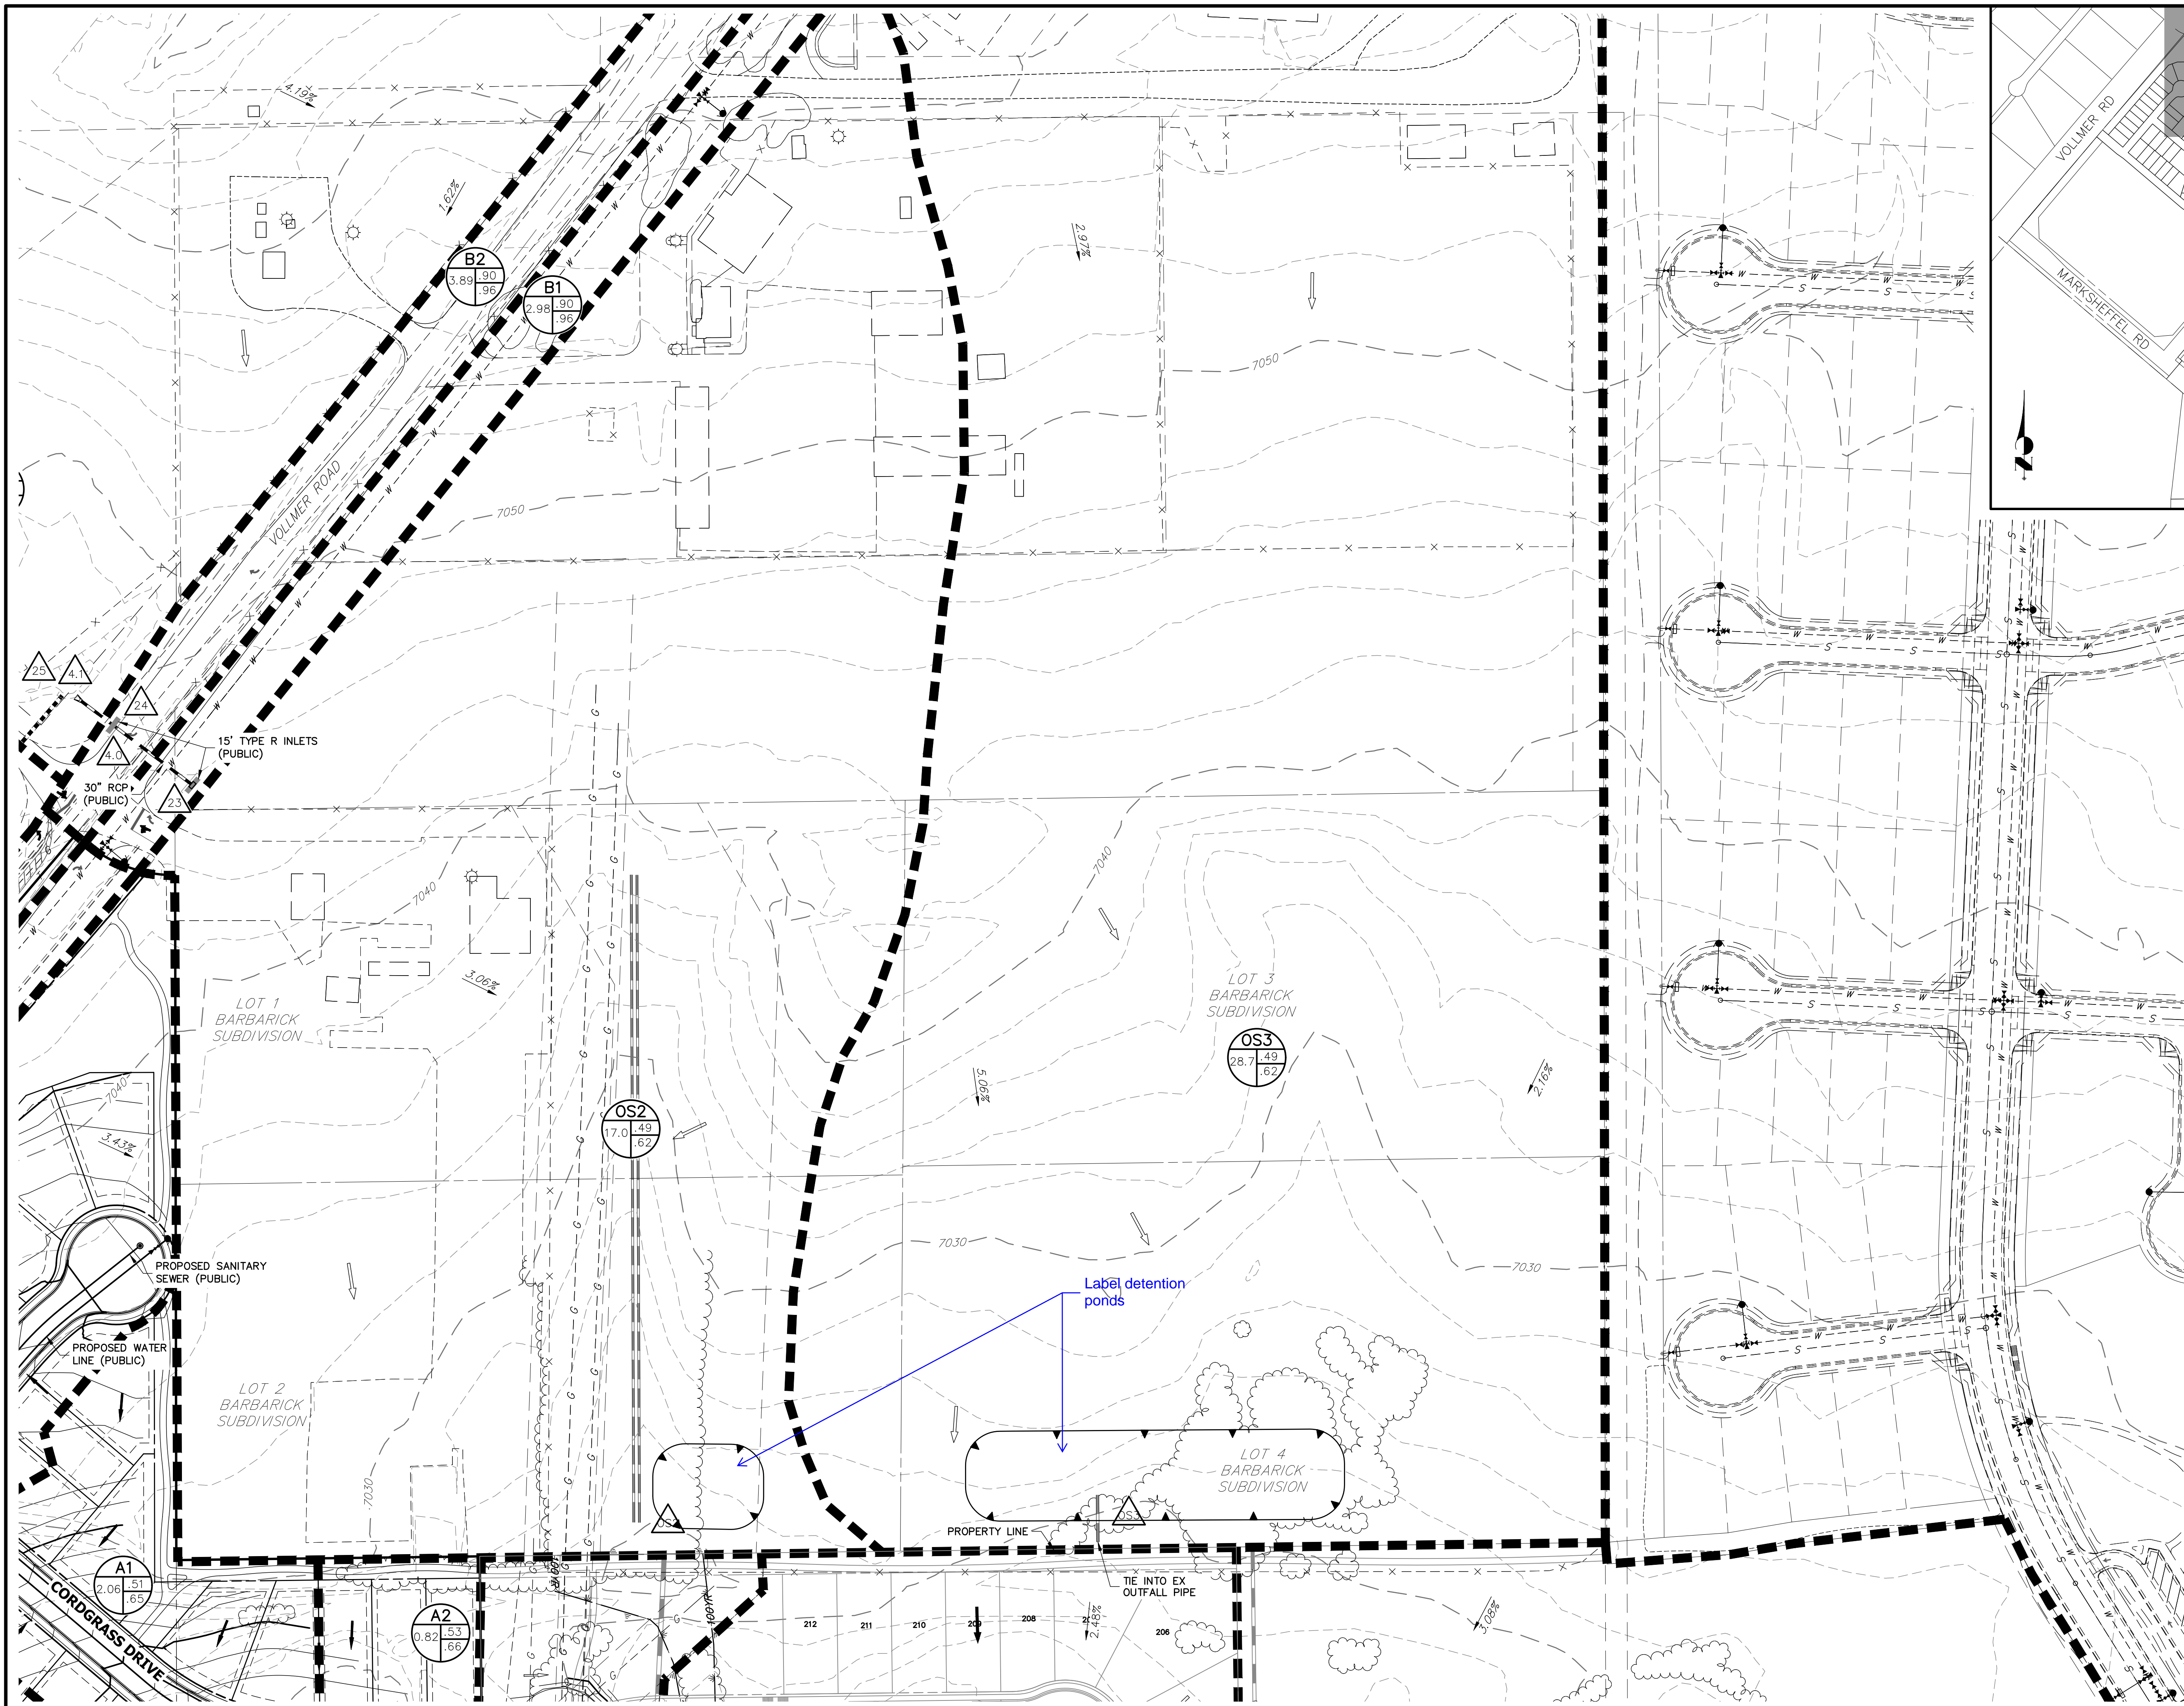 4.19%
1.62%
B2
3.89 .90
.96
B1
2.98 .90
.96
2.97%
7050
7050
VOLLMER ROAD
VOLLMER RD
MARKSHEFFEL RD
25
4.1
24
4.0
23
15' TYPE R INLETS
(PUBLIC)
30" RCP
(PUBLIC)
7040
7040
7040
3.06%
LOT 1
BARBARICK
SUBDIVISION
LOT 3
BARBARICK
SUBDIVISION
OS3
28.7 .49
.62
5.06%
2.16%
OS2
17.0 .49
.62
3.43%
7030
7030
PROPOSED SANITARY
SEWER (PUBLIC)
Label detention
ponds
PROPOSED WATER
LINE (PUBLIC)
LOT 2
BARBARICK
SUBDIVISION
7030
LOT 4
BARBARICK
SUBDIVISION
OS2
OS3
PROPERTY LINE
TIE INTO EX
OUTFALL PIPE
A1
2.06 .51
.65
CORDGRASS DRIVE
A2
0.82 .53
.66
100YR
100YR
212
211
210
209
208
206
2.48%
3.08%